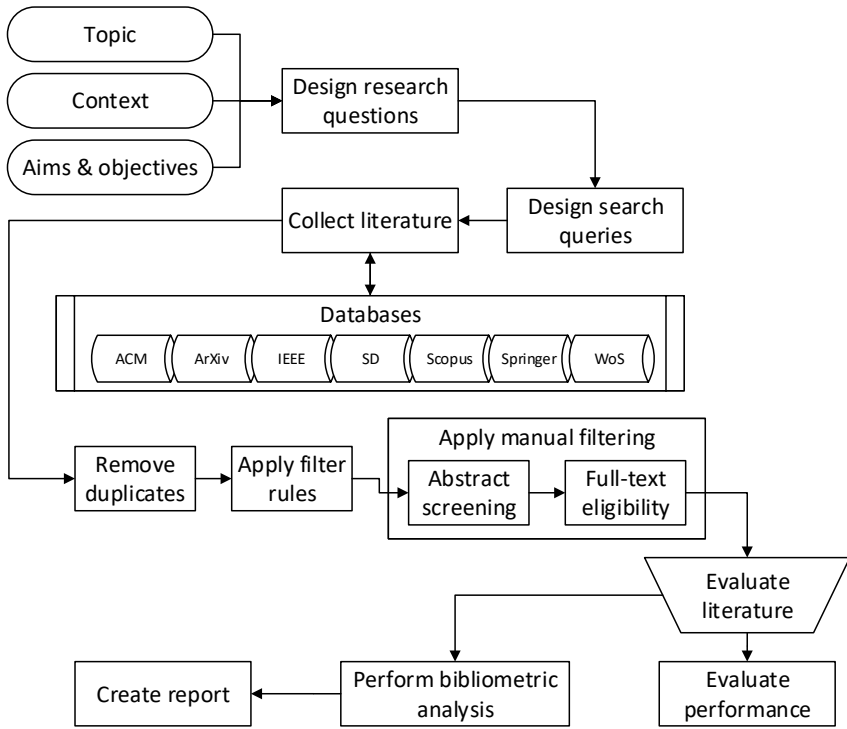 Topic
Context
Aims & objectives
Design research
questions
Design search
queries
Collect literature
Databases
ACM
ArXiv
IEEE
SD
Scopus
Springer
WoS
Remove
duplicates
Apply filter
rules
Apply manual filtering
Abstract
screening
Full-text
eligibility
Evaluate
literature
Evaluate
performance
Perform bibliometric
analysis
Create report